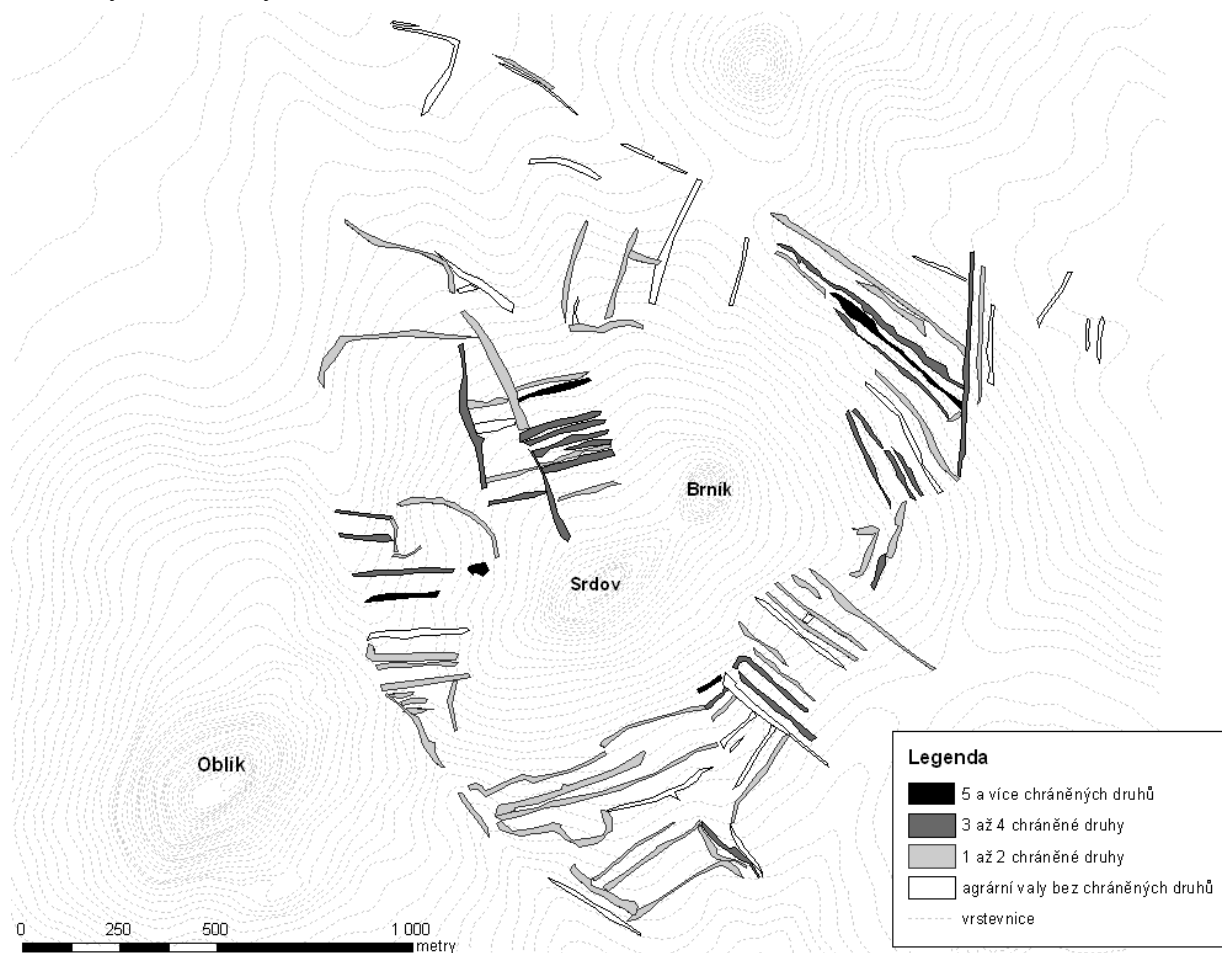 Brník
Srdov
Oblík
Legenda
5 a více chráněných druhů
3 až 4 chráněné druhy
1 až 2 chráněné druhy
agrární valy bez chráněných druhů
vrstevnice
0 250 500 1 000
metry